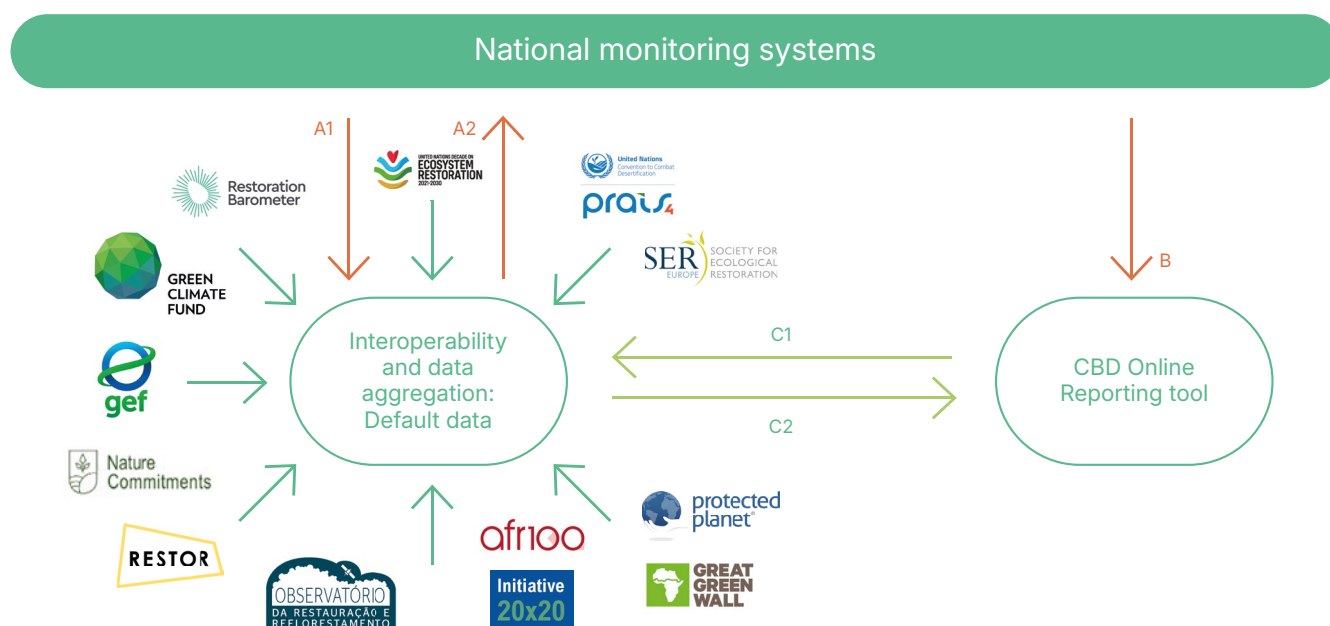 National monitoring systems
A1
A2
B
Restoration
Barometer
UNITED NATIONS DECADE ON
ECOSYSTEM
RESTORATION
2021-2030
United Nations
Convention to Combat
Desertification
prais4
SER
EUROPE
SOCIETY FOR
ECOLOGICAL
RESTORATION
GREEN
CLIMATE
FUND
gef
Interoperability
and data
aggregation:
Default data
C1
C2
CBD Online
Reporting tool
Nature
Commitments
RESTOR
OBSERVATÓRIO
DA RESTAURAÇÃO E
REFLORESTAMENTO
afr100
Initiative
20x20
protected
planet
GREAT
GREEN
WALL